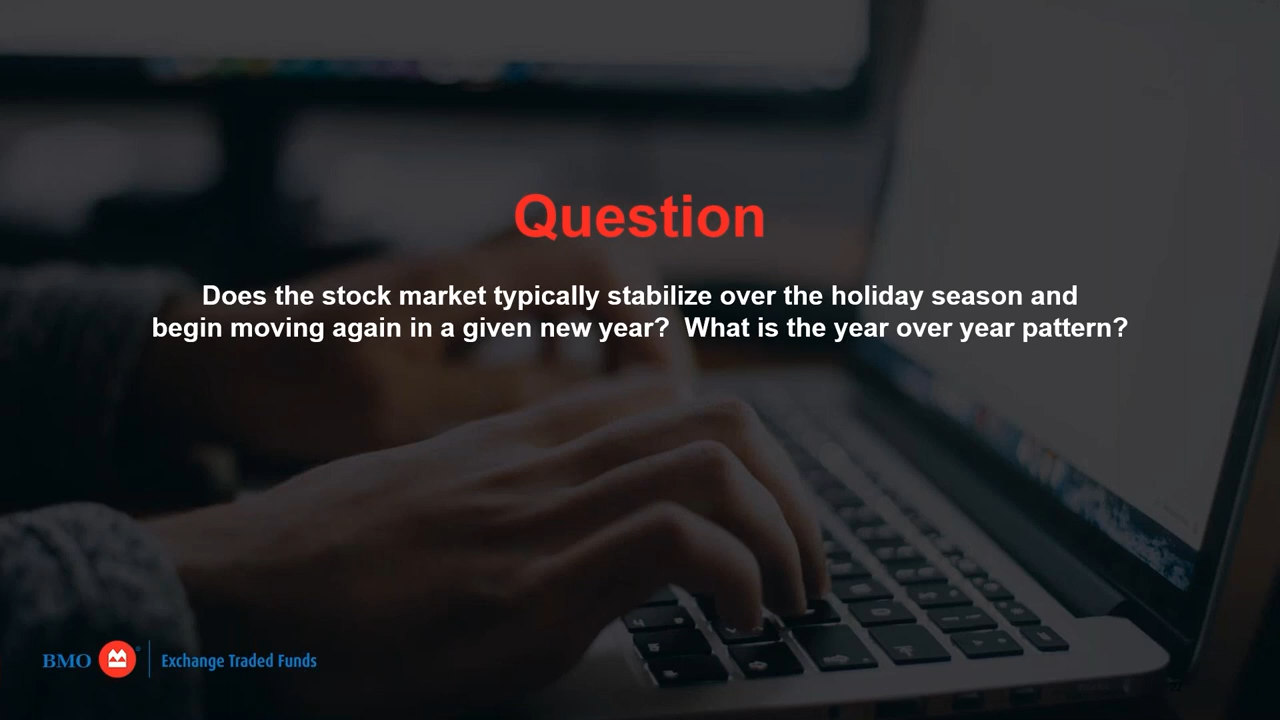 Question
Does the stock market typically stabilize over the holiday season and
begin moving again in a given new year?  What is the year over year pattern?
BMO Exchange Traded Funds